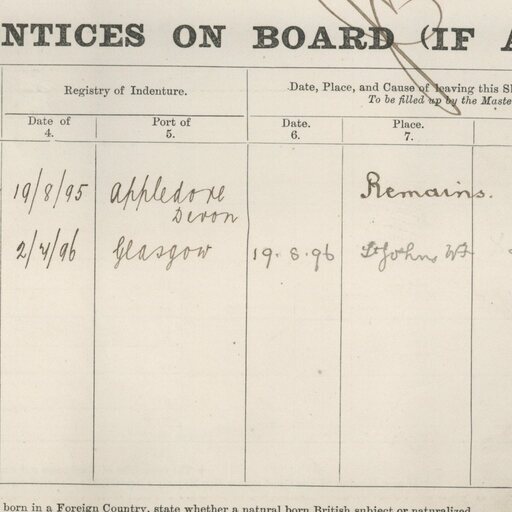 NTICES ON BOARD (IF A
Registry of Indenture.
Date, Place, and Cause of leaving this Sh
To be filled up by the Maste
Date of
4.
Port of
5.
Date.
6.
Place.
7.
19/8/95 Appledore Remains.
Devon
2/4/96 Glasgow 19.8.96 St Johns
born in a Foreign Country, state whether a natural born British subject or naturalized